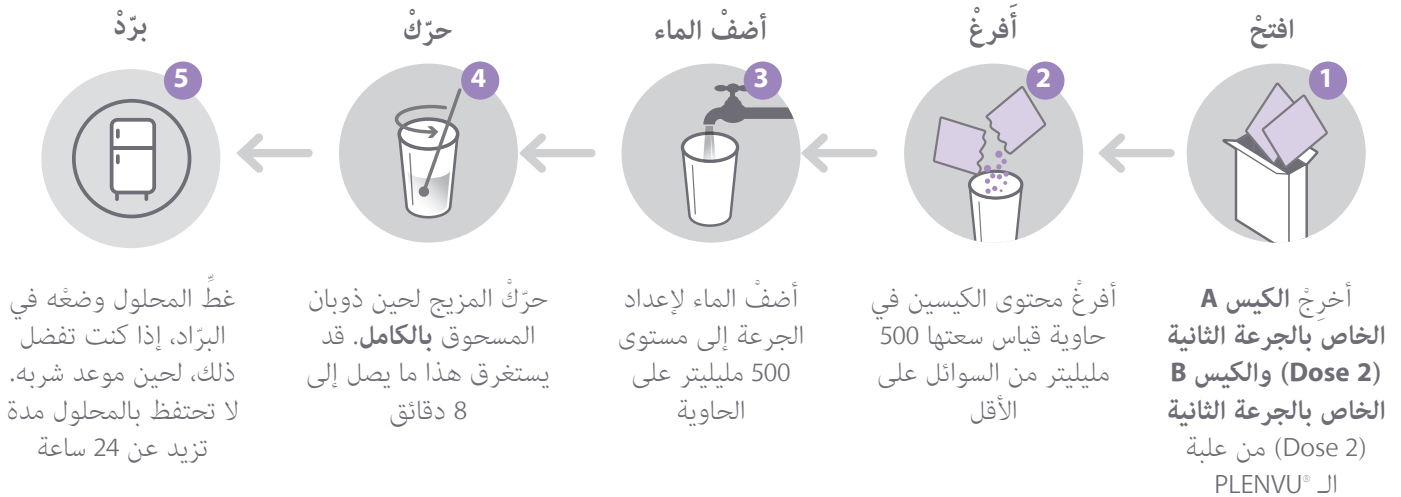 افتحْ
1
أخرِجْ الكيس A
الخاص بالجرعة الثانية
(Dose 2) والكيس B
الخاص بالجرعة الثانية
(Dose 2) من علبة
الـ PLENVU®
أَفرغْ
2
أفرغْ محتوى الكيسين في
حاوية قياس سعتها 500
مليليتر من السوائل على
الأقل
أضفْ الماء
3
أضفْ الماء لإعداد
الجرعة إلى مستوى
500 مليليتر على
الحاوية
حرّكْ
4
حرّكْ المزيج لحين ذوبان
المسحوق بالكامل. قد
يستغرق هذا ما يصل إلى
8 دقائق
برّدْ
5
غطِّ المحلول وضعْه في
البرّاد، إذا كنت تفضل
ذلك، لحين موعد شربه.
لا تحتفظ بالمحلول مدة
تزيد عن 24 ساعة